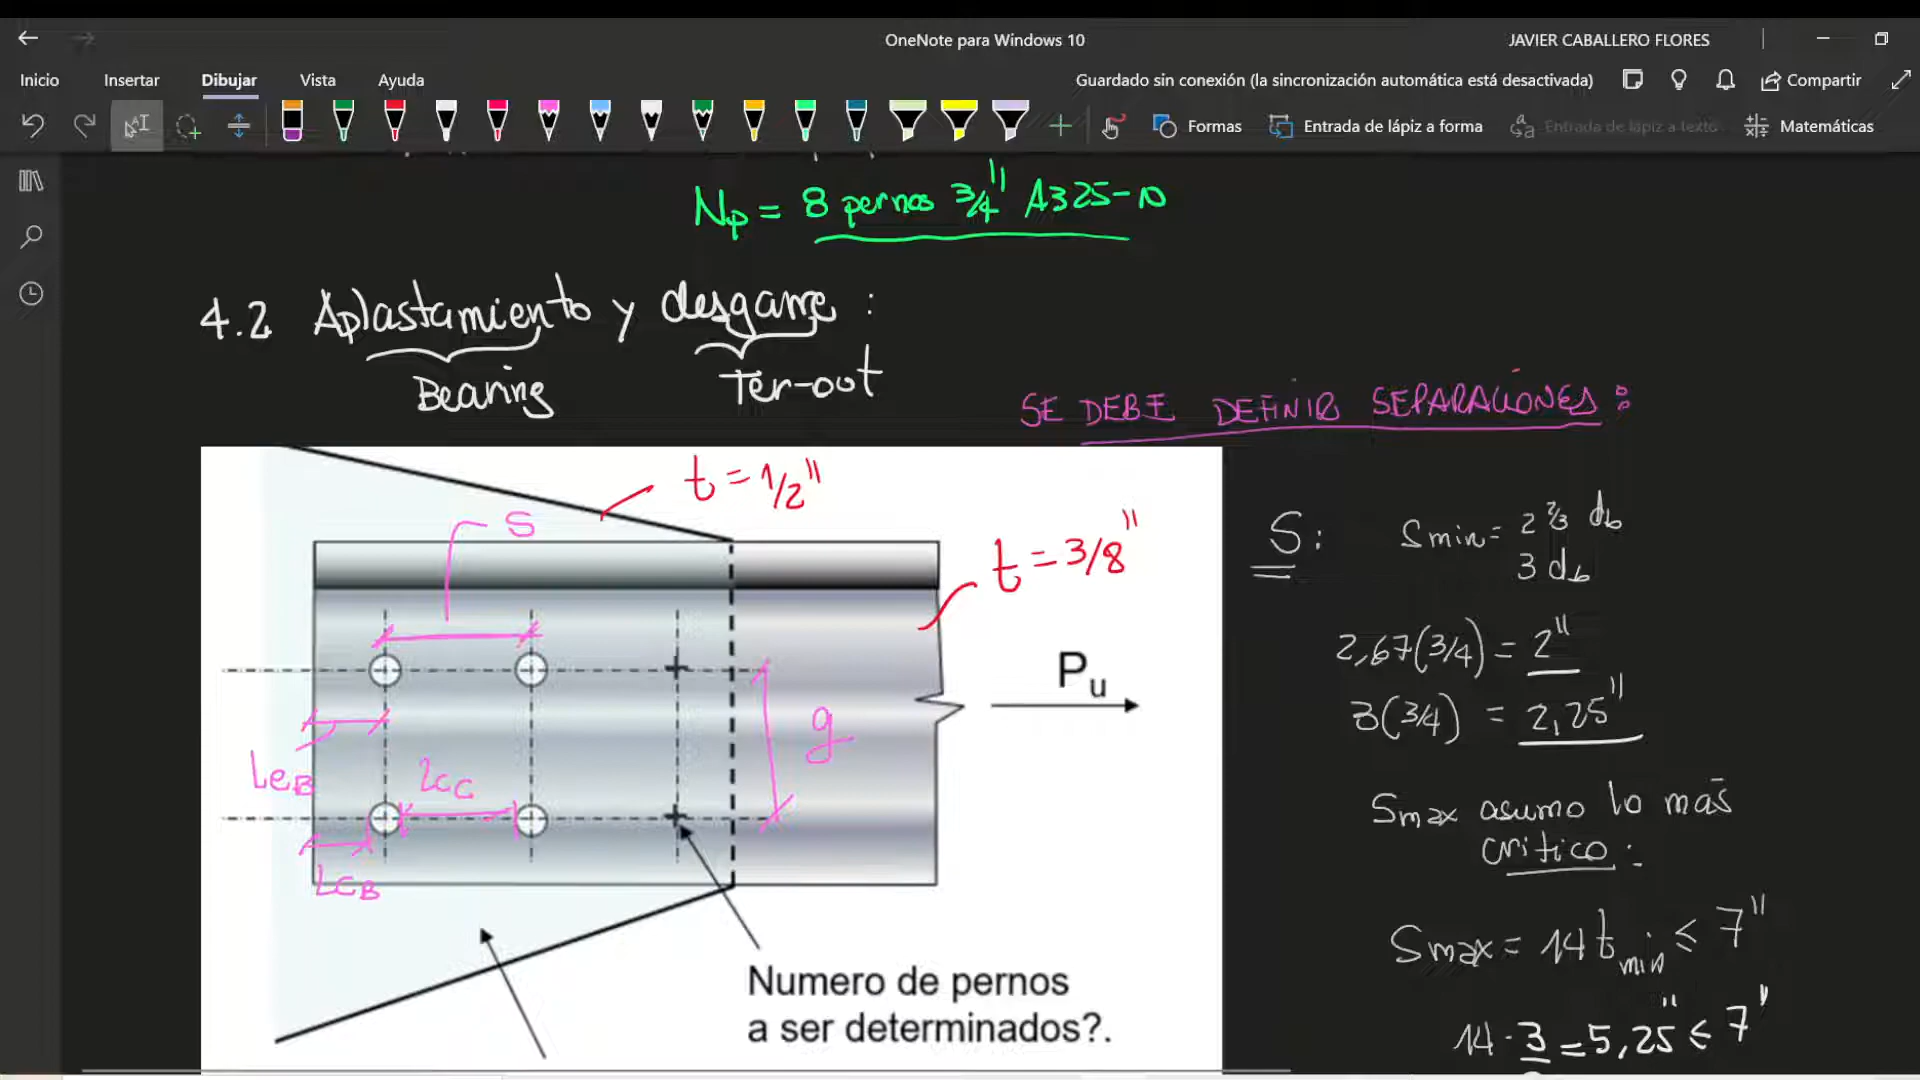 OneNote para Windows 10
JAVIER CABALLERO FLORES
Inicio Insertar Dibujar Vista Ayuda
Guardado sin conexión (la sincronización automática está desactivada)
Compartir
Formas
Entrada de lápiz a forma
Entrada de lápiz a texto
Matemáticas
Np = 8 pernos 3/4" A325-N
4.2 Aplastamiento y desgarre :
Bearing Ter-out
SE DEBE DEFINIR SEPARACIONES :
t = 1/2"
S
t = 3/8"
Pu
g
LeB
LcC
LcB
Numero de pernos
a ser determinados?.
S: Smin = 2 2/3 db
3 db
2,67(3/4) = 2"
3(3/4) = 2,25"
Smax asumo lo más
critico :
Smax = 14 tmin ≤ 7"
14 · 3 = 5,25" ≤ 7"